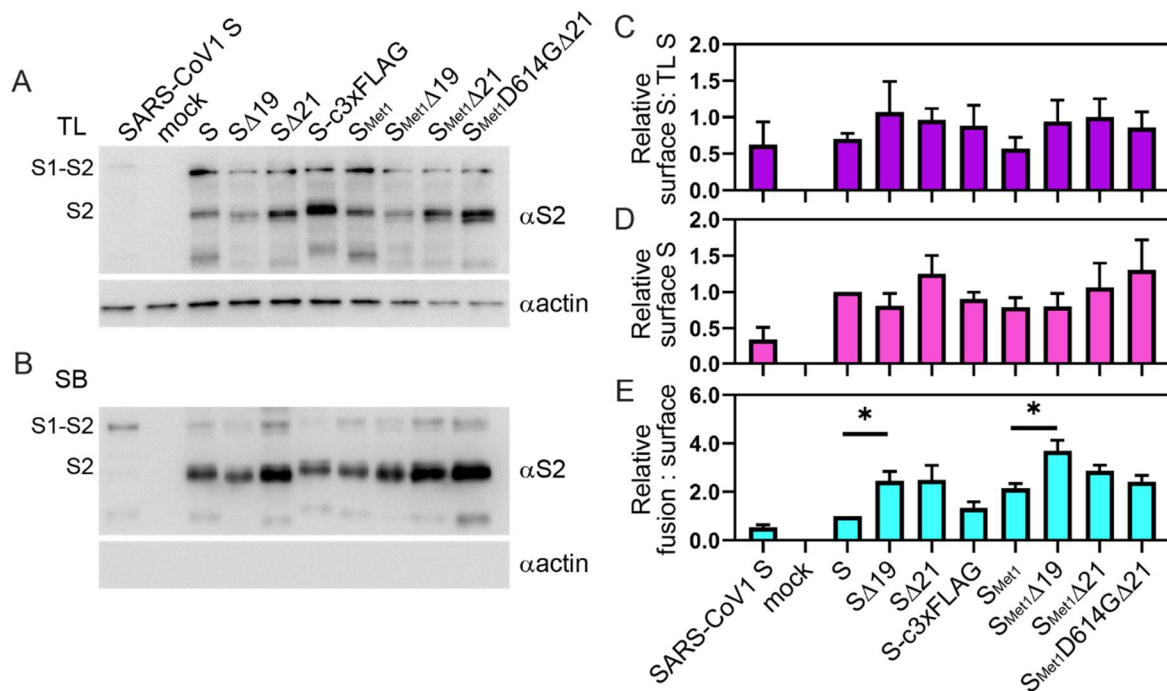 A
TL
SARS-CoV1 S
mock
S
SΔ19
SΔ21
S-c3xFLAG
SMet1
SMet1Δ19
SMet1Δ21
SMet1D614GΔ21
S1-S2
S2
αS2
αactin
B
SB
S1-S2
S2
αS2
αactin
C
Relative
surface S: TL S
2.0
1.5
1.0
0.5
0.0
D
Relative
surface S
2.0
1.5
1.0
0.5
0.0
E
Relative
fusion : surface
6.0
4.0
2.0
0.0
*
*
SARS-CoV1 S
mock
S
SΔ19
SΔ21
S-c3xFLAG
SMet1
SMet1Δ19
SMet1Δ21
SMet1D614GΔ21